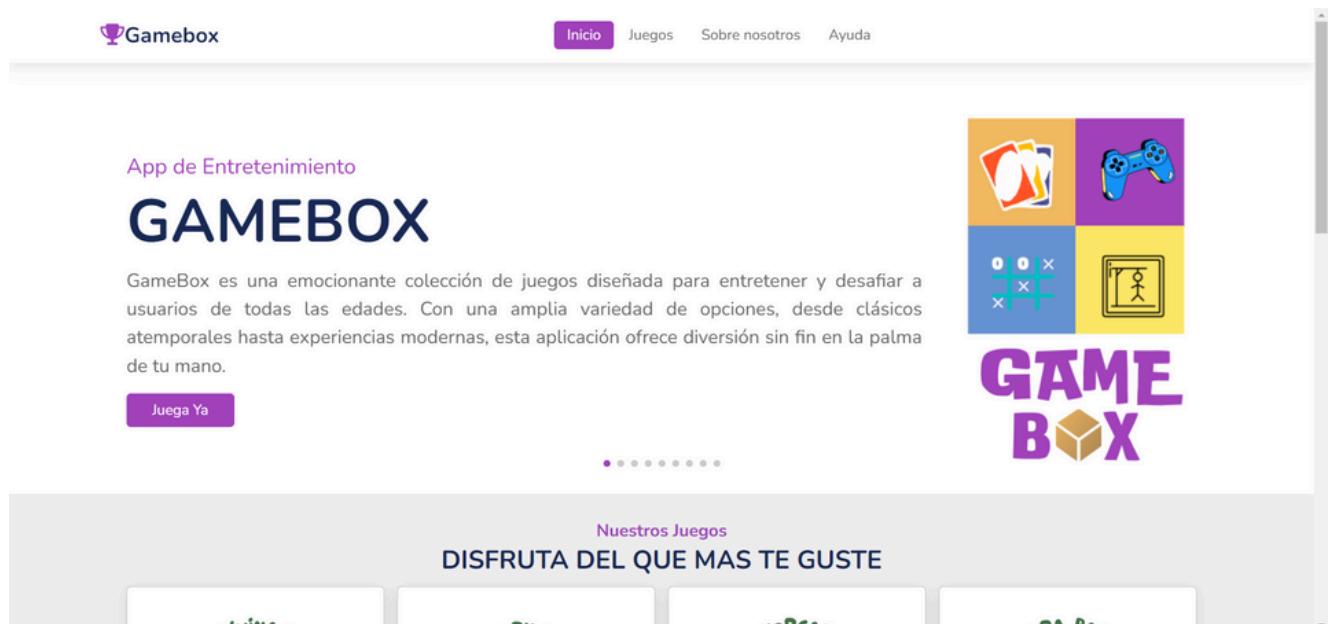 Gamebox
Inicio Juegos Sobre nosotros Ayuda
App de Entretenimiento
GAMEBOX
GameBox es una emocionante colección de juegos diseñada para entretener y desafiar a
usuarios de todas las edades. Con una amplia variedad de opciones, desde clásicos
atemporales hasta experiencias modernas, esta aplicación ofrece diversión sin fin en la palma
de tu mano.
Juega Ya
GAME
BOX
Nuestros Juegos
DISFRUTA DEL QUE MAS TE GUSTE